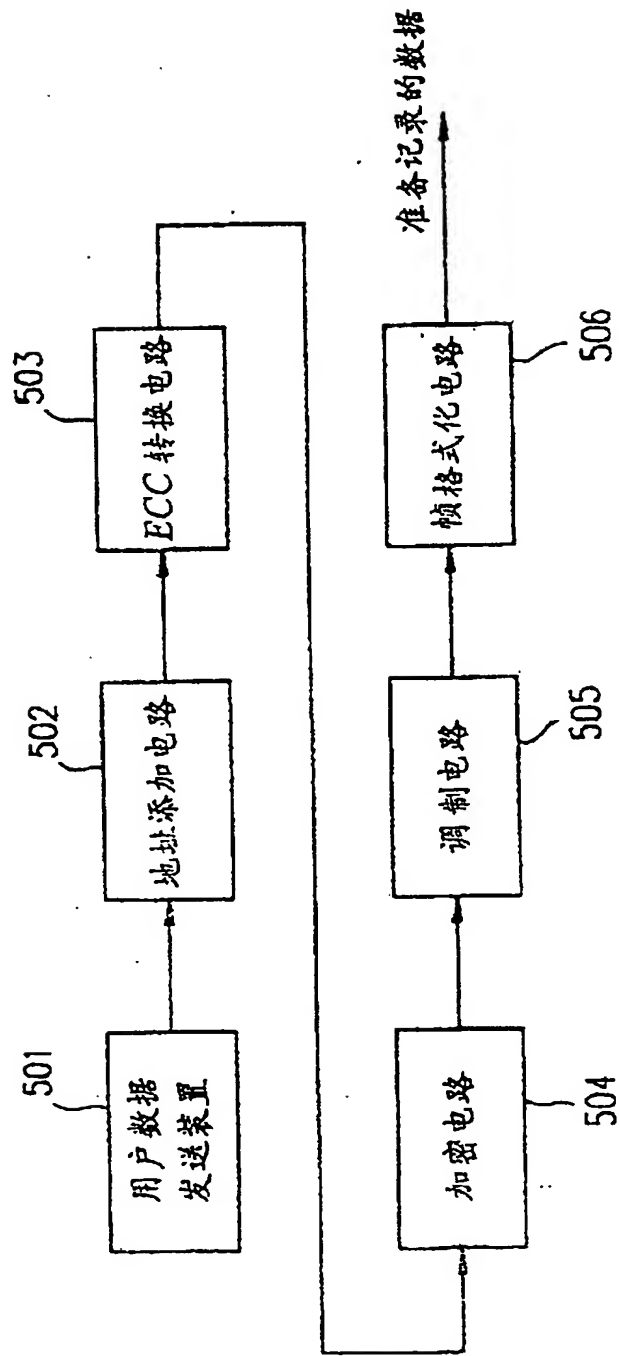 501
用户数据
发送装置
502
地址添加电路
503
ECC转换电路
504
加密电路
505
调制电路
506
帧格式化电路
准备记录的数据